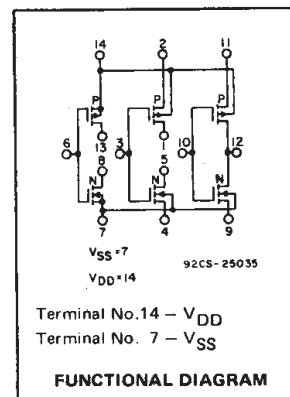 14 2 11
P P P
6 13 3 1 10 12
8 5
N N N
7 4 9
VSS=7 92CS-25035
VDD=14
Terminal No.14 – VDD
Terminal No. 7 – VSS
FUNCTIONAL DIAGRAM